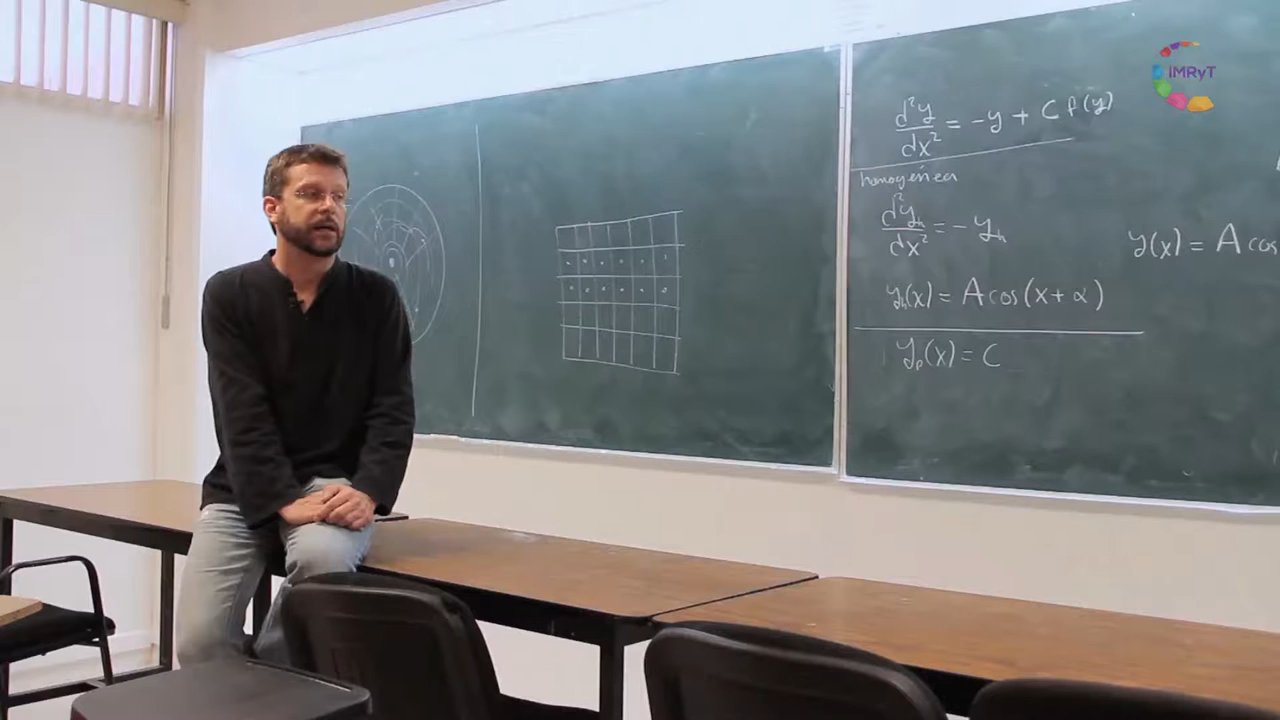 iMRyT
d²y/dx² = -y + C f(y)
homogénea
d²yₕ/dx² = -yₕ
yₕ(x) = A cos(x+α)
y(x) = A cos
yₚ(x) = C